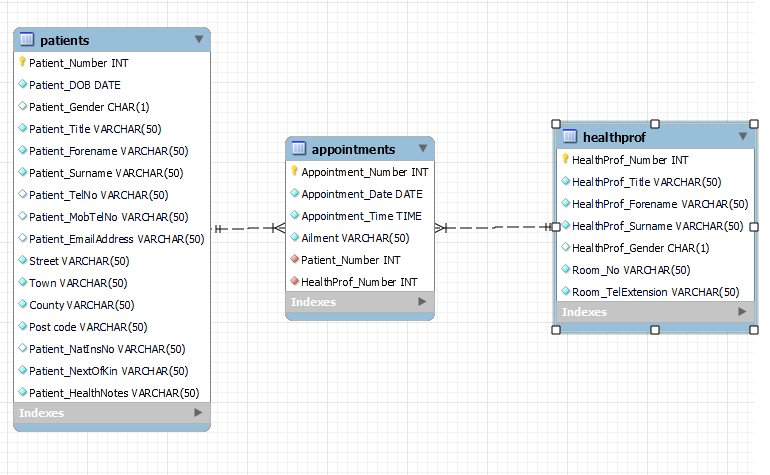 patients
Patient_Number INT
Patient_DOB DATE
Patient_Gender CHAR(1)
Patient_Title VARCHAR(50)
Patient_Forename VARCHAR(50)
Patient_Surname VARCHAR(50)
Patient_TelNo VARCHAR(50)
Patient_MobTelNo VARCHAR(50)
Patient_EmailAddress VARCHAR(50)
Street VARCHAR(50)
Town VARCHAR(50)
County VARCHAR(50)
Post code VARCHAR(50)
Patient_NatInsNo VARCHAR(50)
Patient_NextOfKin VARCHAR(50)
Patient_HealthNotes VARCHAR(50)
Indexes
appointments
Appointment_Number INT
Appointment_Date DATE
Appointment_Time TIME
Ailment VARCHAR(50)
Patient_Number INT
HealthProf_Number INT
Indexes
healthprof
HealthProf_Number INT
HealthProf_Title VARCHAR(50)
HealthProf_Forename VARCHAR(50)
HealthProf_Surname VARCHAR(50)
HealthProf_Gender CHAR(1)
Room_No VARCHAR(50)
Room_TelExtension VARCHAR(50)
Indexes